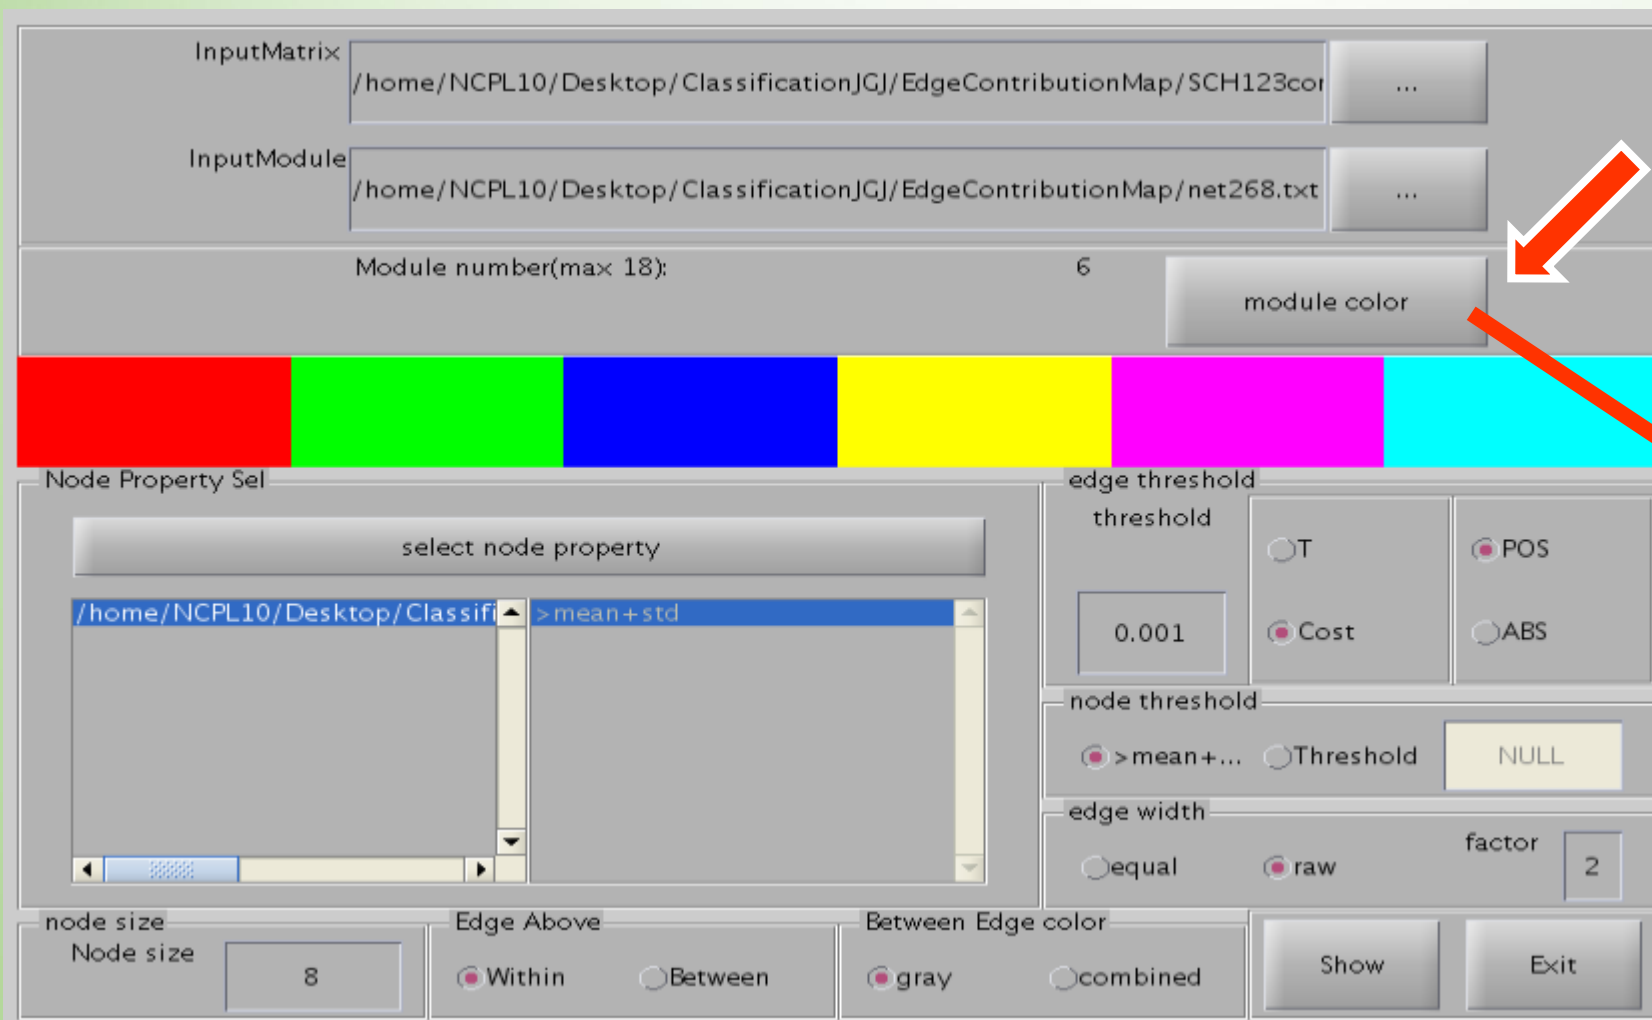 InputMatrix
/home/NCPL10/Desktop/ClassificationJGJ/EdgeContributionMap/SCH123cor
...
InputModule
/home/NCPL10/Desktop/ClassificationJGJ/EdgeContributionMap/net268.txt
...
Module number(max 18):
6
module color
Node Property Sel
select node property
/home/NCPL10/Desktop/Classifi
>mean+std
edge threshold
threshold
0.001
T
Cost
POS
ABS
node threshold
>mean+...
Threshold
NULL
edge width
equal
raw
factor
2
node size
Node size
8
Edge Above
Within
Between
Between Edge color
gray
combined
Show
Exit